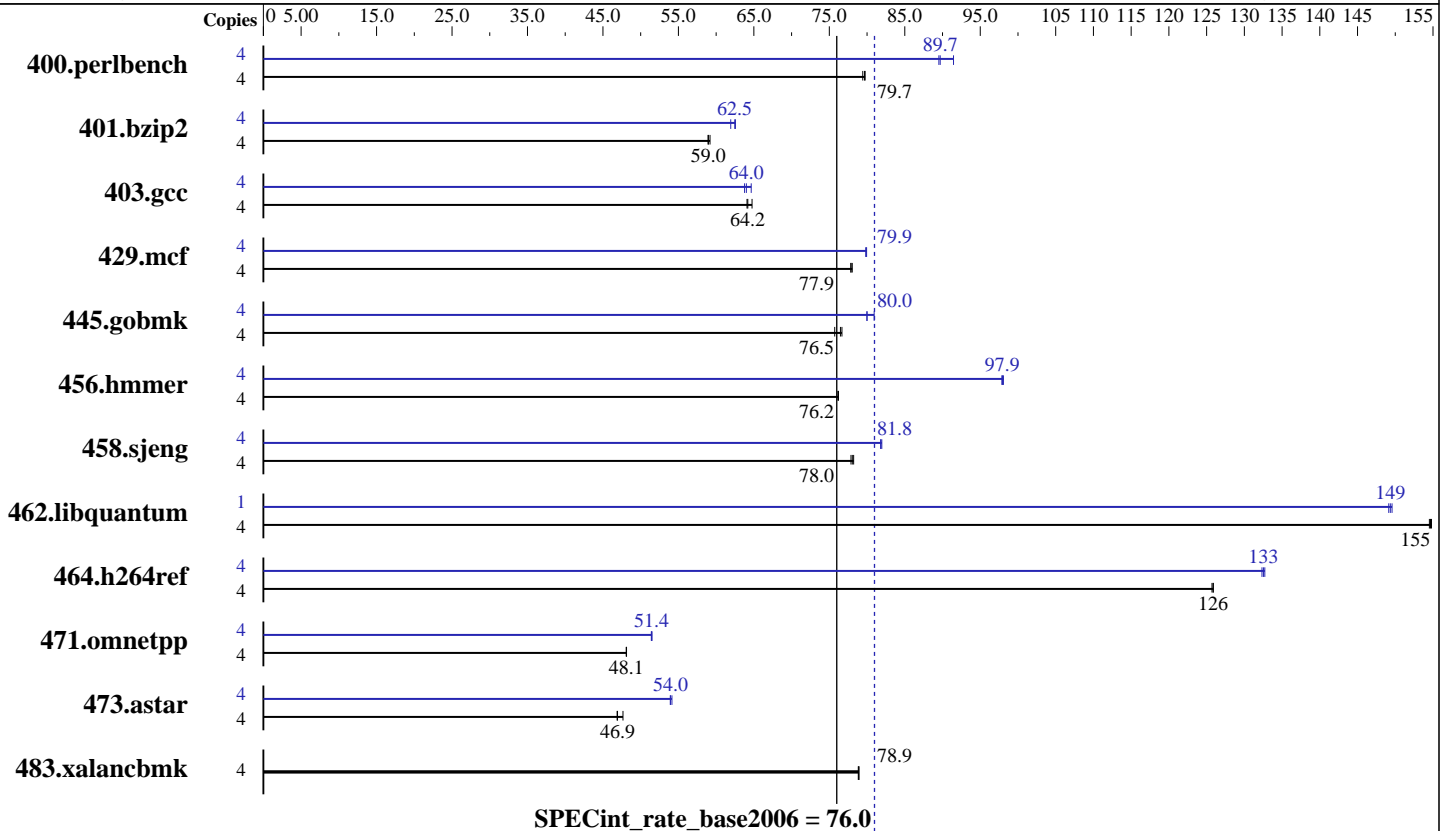 Copies 0 5.00 15.0 25.0 35.0 45.0 55.0 65.0 75.0 85.0 95.0 105 110 115 120 130 135 140 145 155
400.perlbench 4 89.7
4 79.7
401.bzip2 4 62.5
4 59.0
403.gcc 4 64.0
4 64.2
429.mcf 4 79.9
4 77.9
445.gobmk 4 80.0
4 76.5
456.hmmer 4 97.9
4 76.2
458.sjeng 4 81.8
4 78.0
462.libquantum 1 149
4 155
464.h264ref 4 133
4 126
471.omnetpp 4 51.4
4 48.1
473.astar 4 54.0
4 46.9
483.xalancbmk 4 78.9
SPECint_rate_base2006 = 76.0